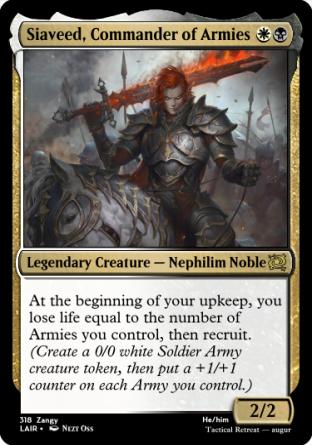 Siaveed, Commander of Armies
Legendary Creature — Nephilim Noble
At the beginning of your upkeep, you
lose life equal to the number of
Armies you control, then recruit.
(Create a 0/0 white Soldier Army
creature token, then put a +1/+1
counter on each Army you control.)
2/2
318 Zangy He/him
LAIR • Nezt Oss Tactical Retreat — augur